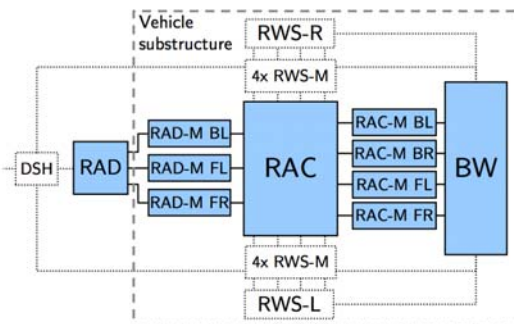 Vehicle
substructure
RWS-R
4x RWS-M
DSH
RAD
RAD-M BL
RAD-M FL
RAD-M FR
RAC
RAC-M BL
RAC-M BR
RAC-M FL
RAC-M FR
BW
4x RWS-M
RWS-L